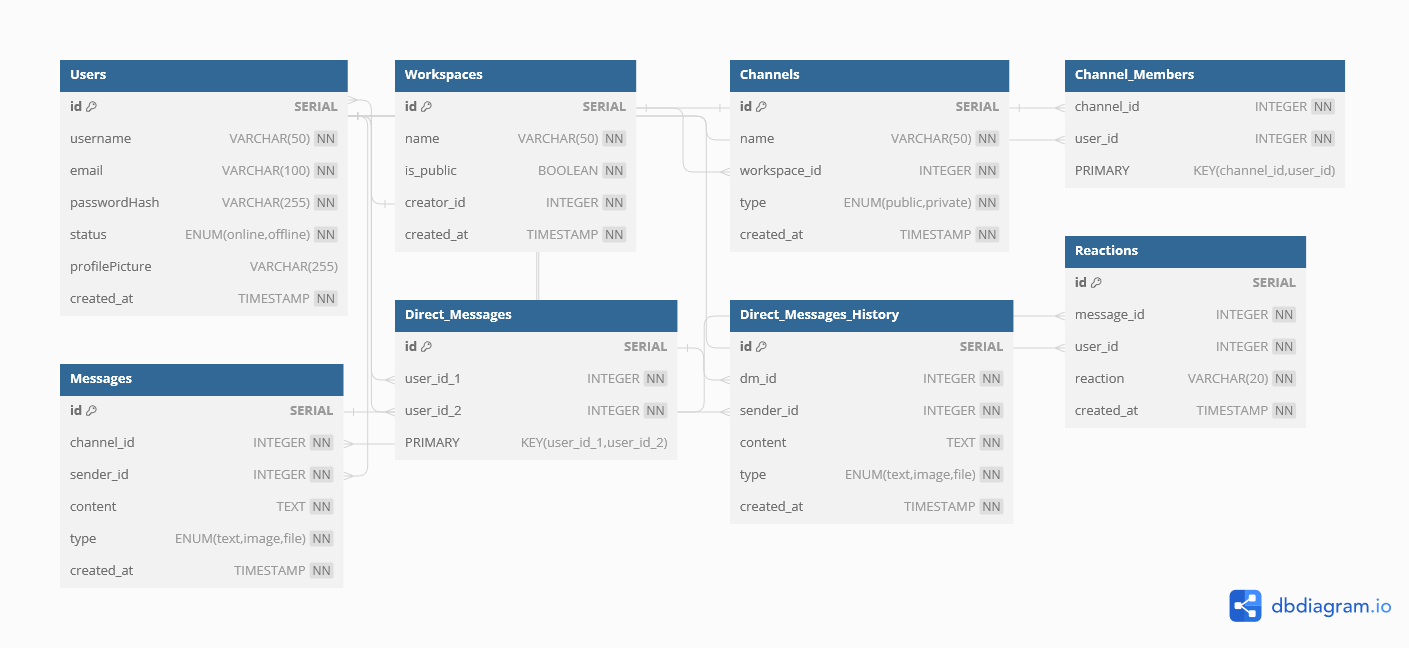 Users
id SERIAL
username VARCHAR(50) NN
email VARCHAR(100) NN
passwordHash VARCHAR(255) NN
status ENUM(online,offline) NN
profilePicture VARCHAR(255)
created_at TIMESTAMP NN
Workspaces
id SERIAL
name VARCHAR(50) NN
is_public BOOLEAN NN
creator_id INTEGER NN
created_at TIMESTAMP NN
Channels
id SERIAL
name VARCHAR(50) NN
workspace_id INTEGER NN
type ENUM(public,private) NN
created_at TIMESTAMP NN
Channel_Members
channel_id INTEGER NN
user_id INTEGER NN
PRIMARY KEY(channel_id,user_id)
Messages
id SERIAL
channel_id INTEGER NN
sender_id INTEGER NN
content TEXT NN
type ENUM(text,image,file) NN
created_at TIMESTAMP NN
Direct_Messages
id SERIAL
user_id_1 INTEGER NN
user_id_2 INTEGER NN
PRIMARY KEY(user_id_1,user_id_2)
Direct_Messages_History
id SERIAL
dm_id INTEGER NN
sender_id INTEGER NN
content TEXT NN
type ENUM(text,image,file) NN
created_at TIMESTAMP NN
Reactions
id SERIAL
message_id INTEGER NN
user_id INTEGER NN
reaction VARCHAR(20) NN
created_at TIMESTAMP NN
dbdiagram.io